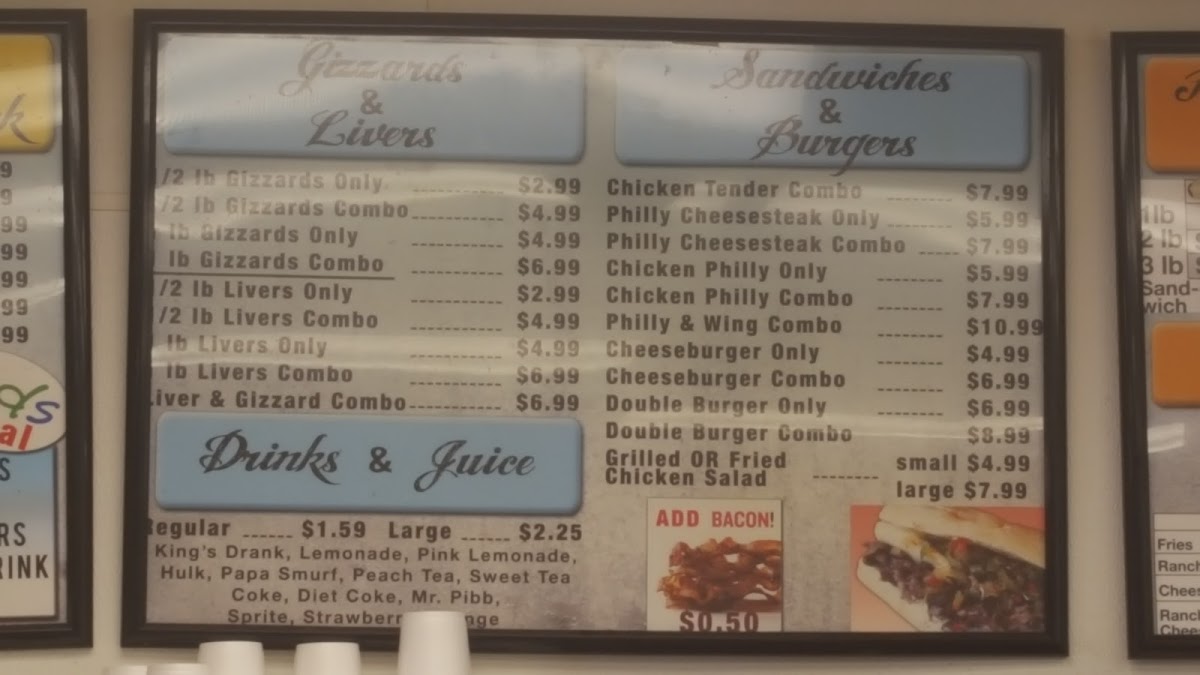 Gizzards
&
Livers
/2 lb Gizzards Only $2.99
/2 lb Gizzards Combo $4.99
lb Gizzards Only $4.99
lb Gizzards Combo $6.99
/2 lb Livers Only $2.99
/2 lb Livers Combo $4.99
lb Livers Only $4.99
lb Livers Combo $6.99
Liver & Gizzard Combo $6.99
Drinks & Juice
Regular $1.59 Large $2.25
King's Drank, Lemonade, Pink Lemonade,
Hulk, Papa Smurf, Peach Tea, Sweet Tea
Coke, Diet Coke, Mr. Pibb,
Sprite,
Sandwiches
&
Burgers
Chicken Tender Combo $7.99
Philly Cheesesteak Only $5.99
Philly Cheesesteak Combo $7.99
Chicken Philly Only $5.99
Chicken Philly Combo $7.99
Philly & Wing Combo $10.99
Cheeseburger Only $4.99
Cheeseburger Combo $6.99
Double Burger Only $6.99
Double Burger Combo $8.99
Grilled OR Fried
Chicken Salad small $4.99
large $7.99
ADD BACON!
$0.50
1lb
2 lb
3 lb
Sand-
wich
Fries